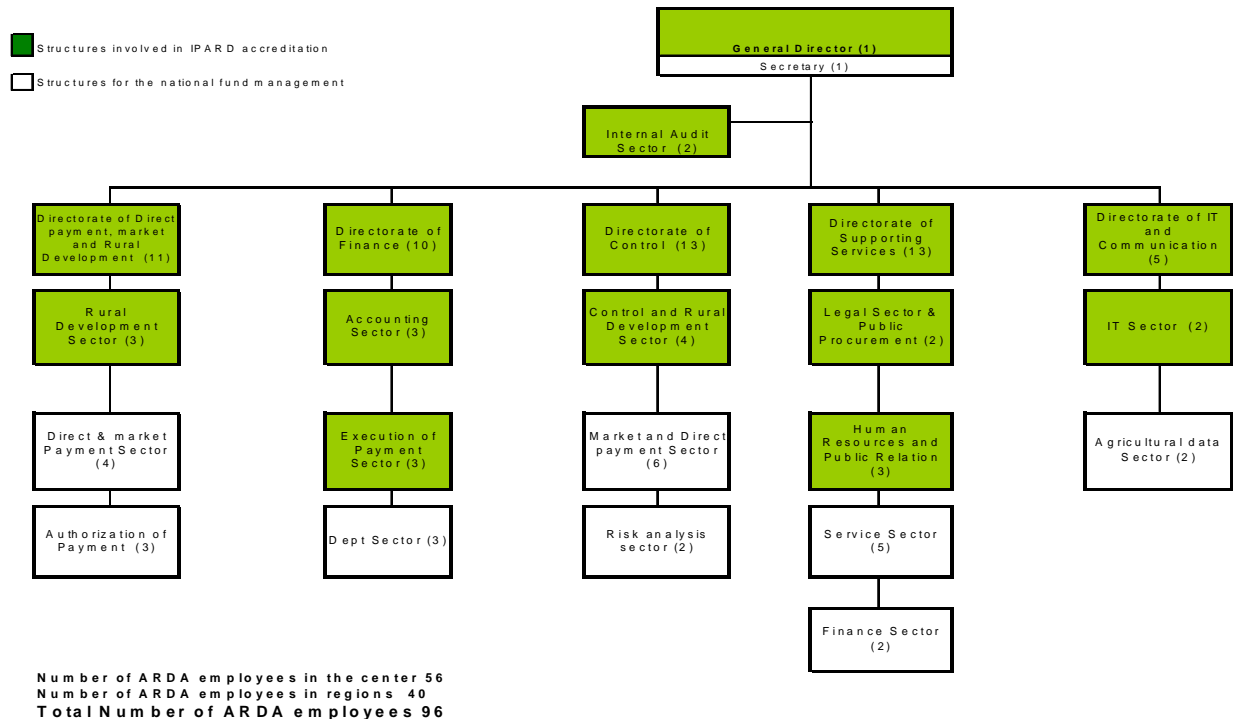 Structures involved in IPARD accreditation
Structures for the national fund management
General Director (1)
Secretary (1)
Internal Audit
Sector (2)
Directorate of Direct
payment, market
and Rural
Development (11)
Directorate of
Finance (10)
Directorate of
Control (13)
Directorate of
Supporting
Services (13)
Directorate of IT
and
Communication
(5)
Rural
Development
Sector (3)
Accounting
Sector (3)
Control and Rural
Development
Sector (4)
Legal Sector &
Public
Procurement (2)
IT Sector (2)
Direct & market
Payment Sector
(4)
Execution of
Payment
Sector (3)
Market and Direct
payment Sector
(6)
Human
Resources and
Public Relation
(3)
Agricultural data
Sector (2)
Authorization of
Payment (3)
Dept Sector (3)
Risk analysis
sector (2)
Service Sector
(5)
Finance Sector
(2)
Number of ARDA employees in the center 56
Number of ARDA employees in regions 40
Total Number of ARDA employees 96